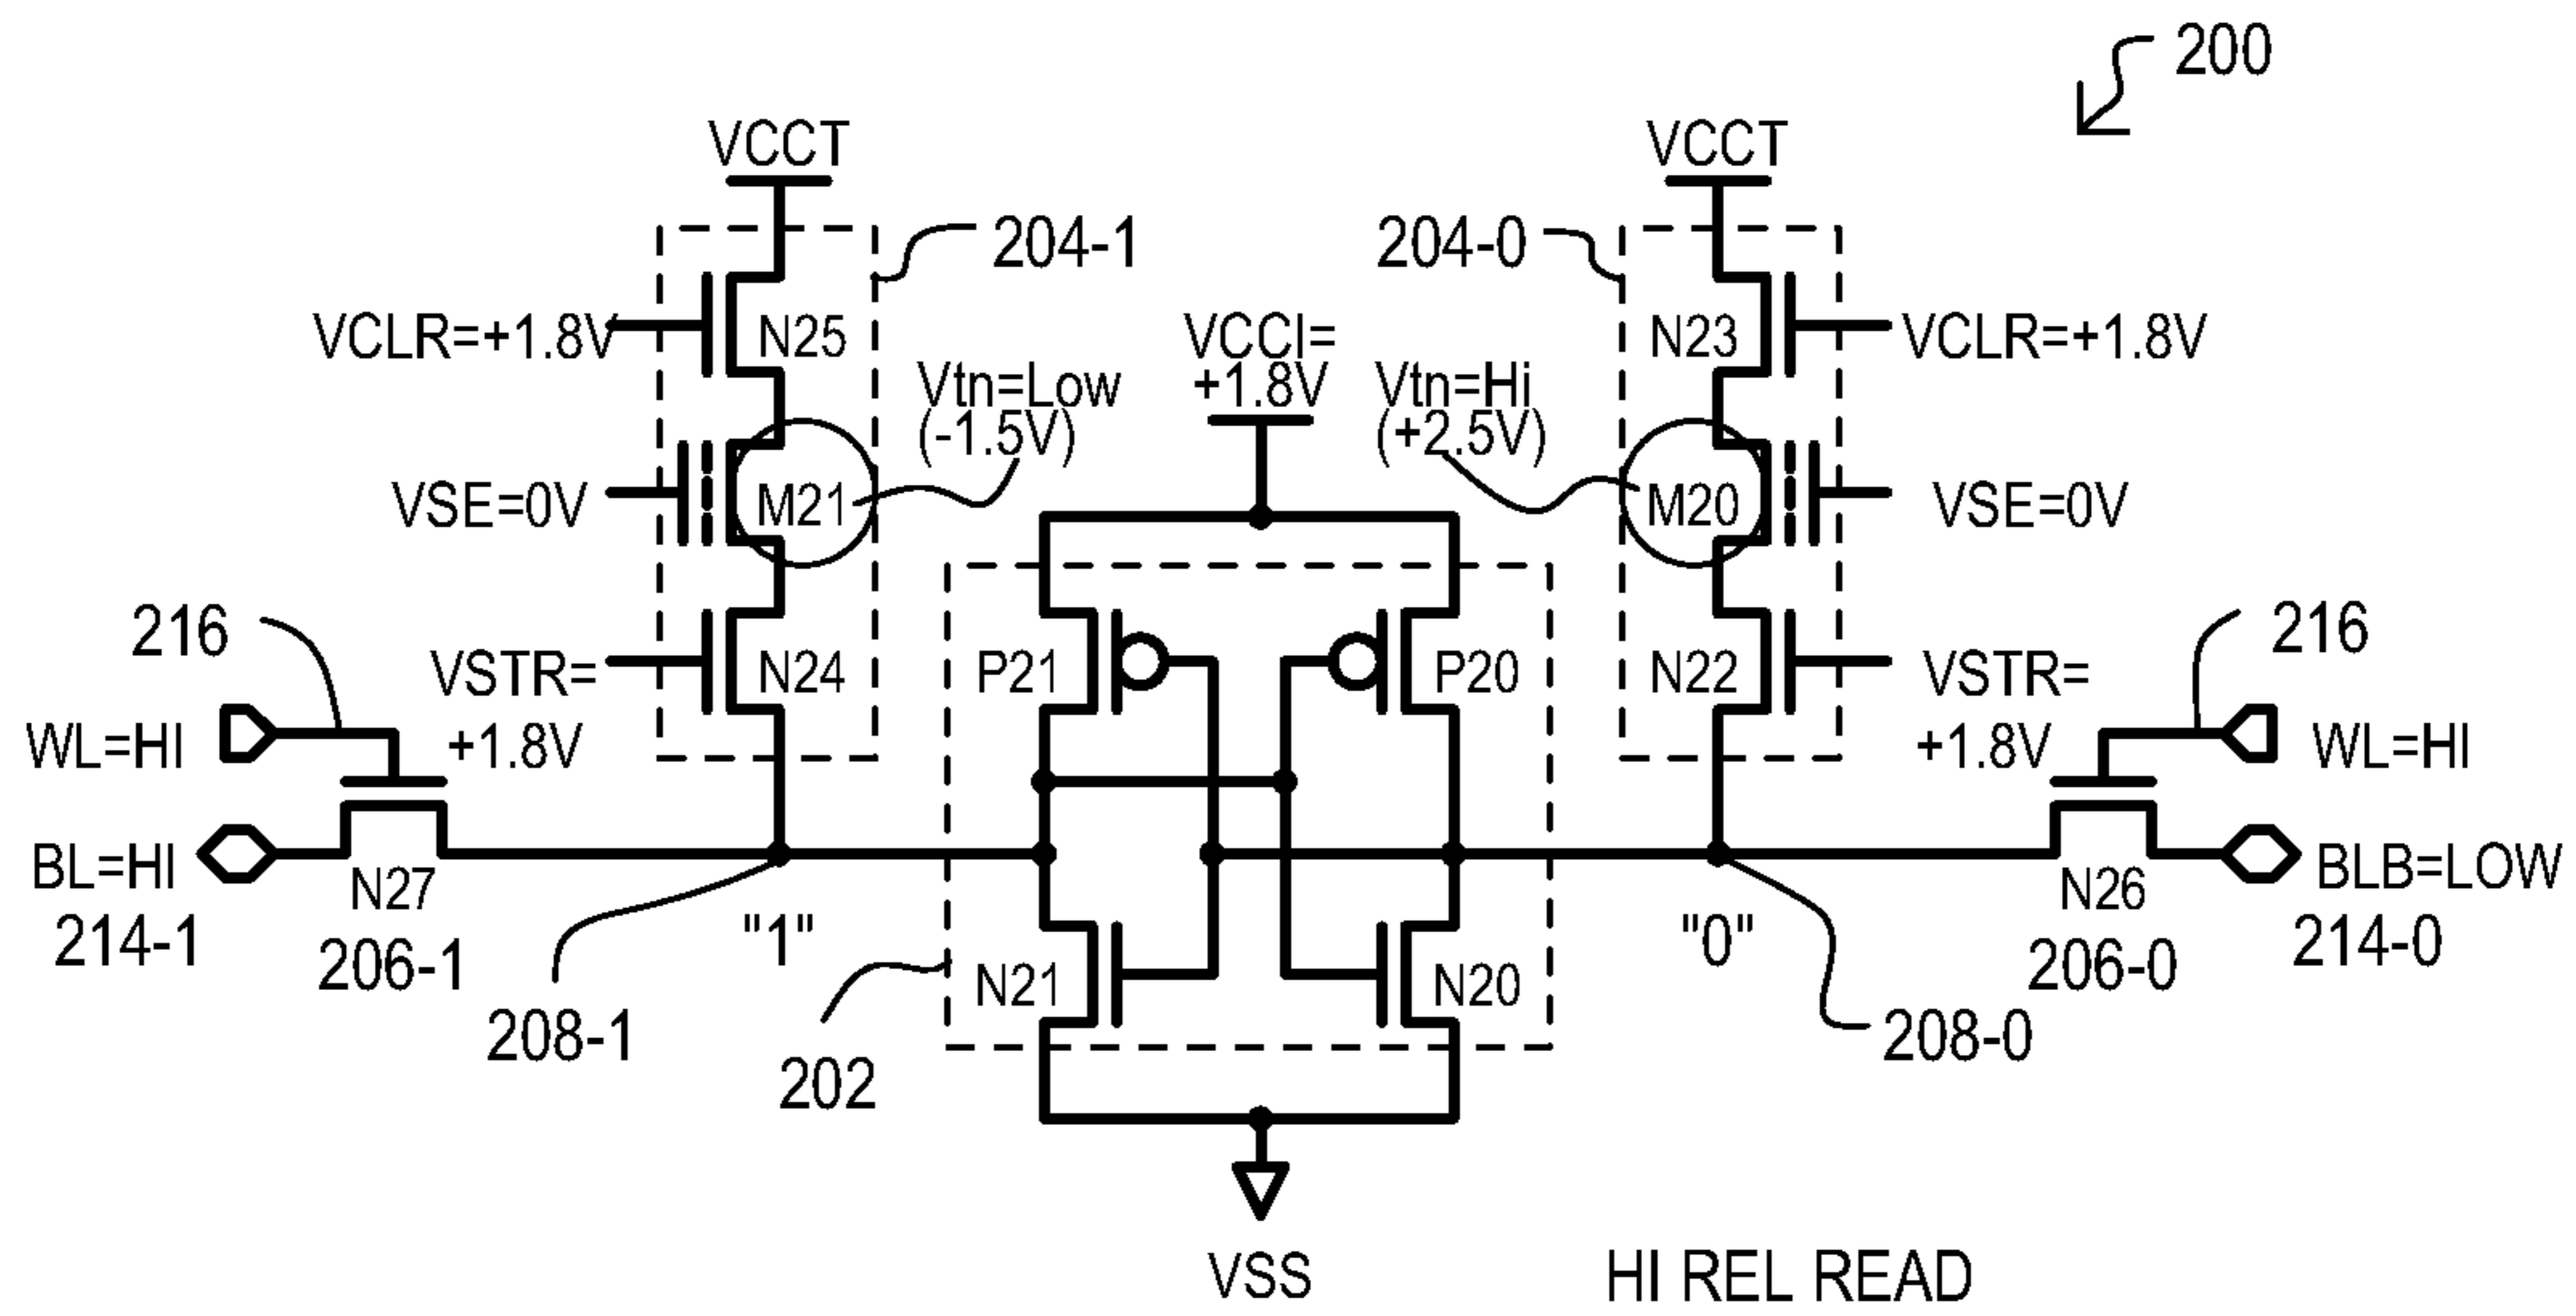 200
VCCT
VCCT
204-1
204-0
VCLR=+1.8V
N25
VCCI=
+1.8V
N23
VCLR=+1.8V
Vtn=Low
(-1.5V)
Vtn=Hi
(+2.5V)
VSE=0V
M21
M20
VSE=0V
216
VSTR=
+1.8V
N24
P21
P20
N22
VSTR=
+1.8V
216
WL=HI
WL=HI
BL=HI
214-1
N27
206-1
"1"
208-1
202
N21
N20
"0"
208-0
N26
206-0
BLB=LOW
214-0
VSS
HI REL READ